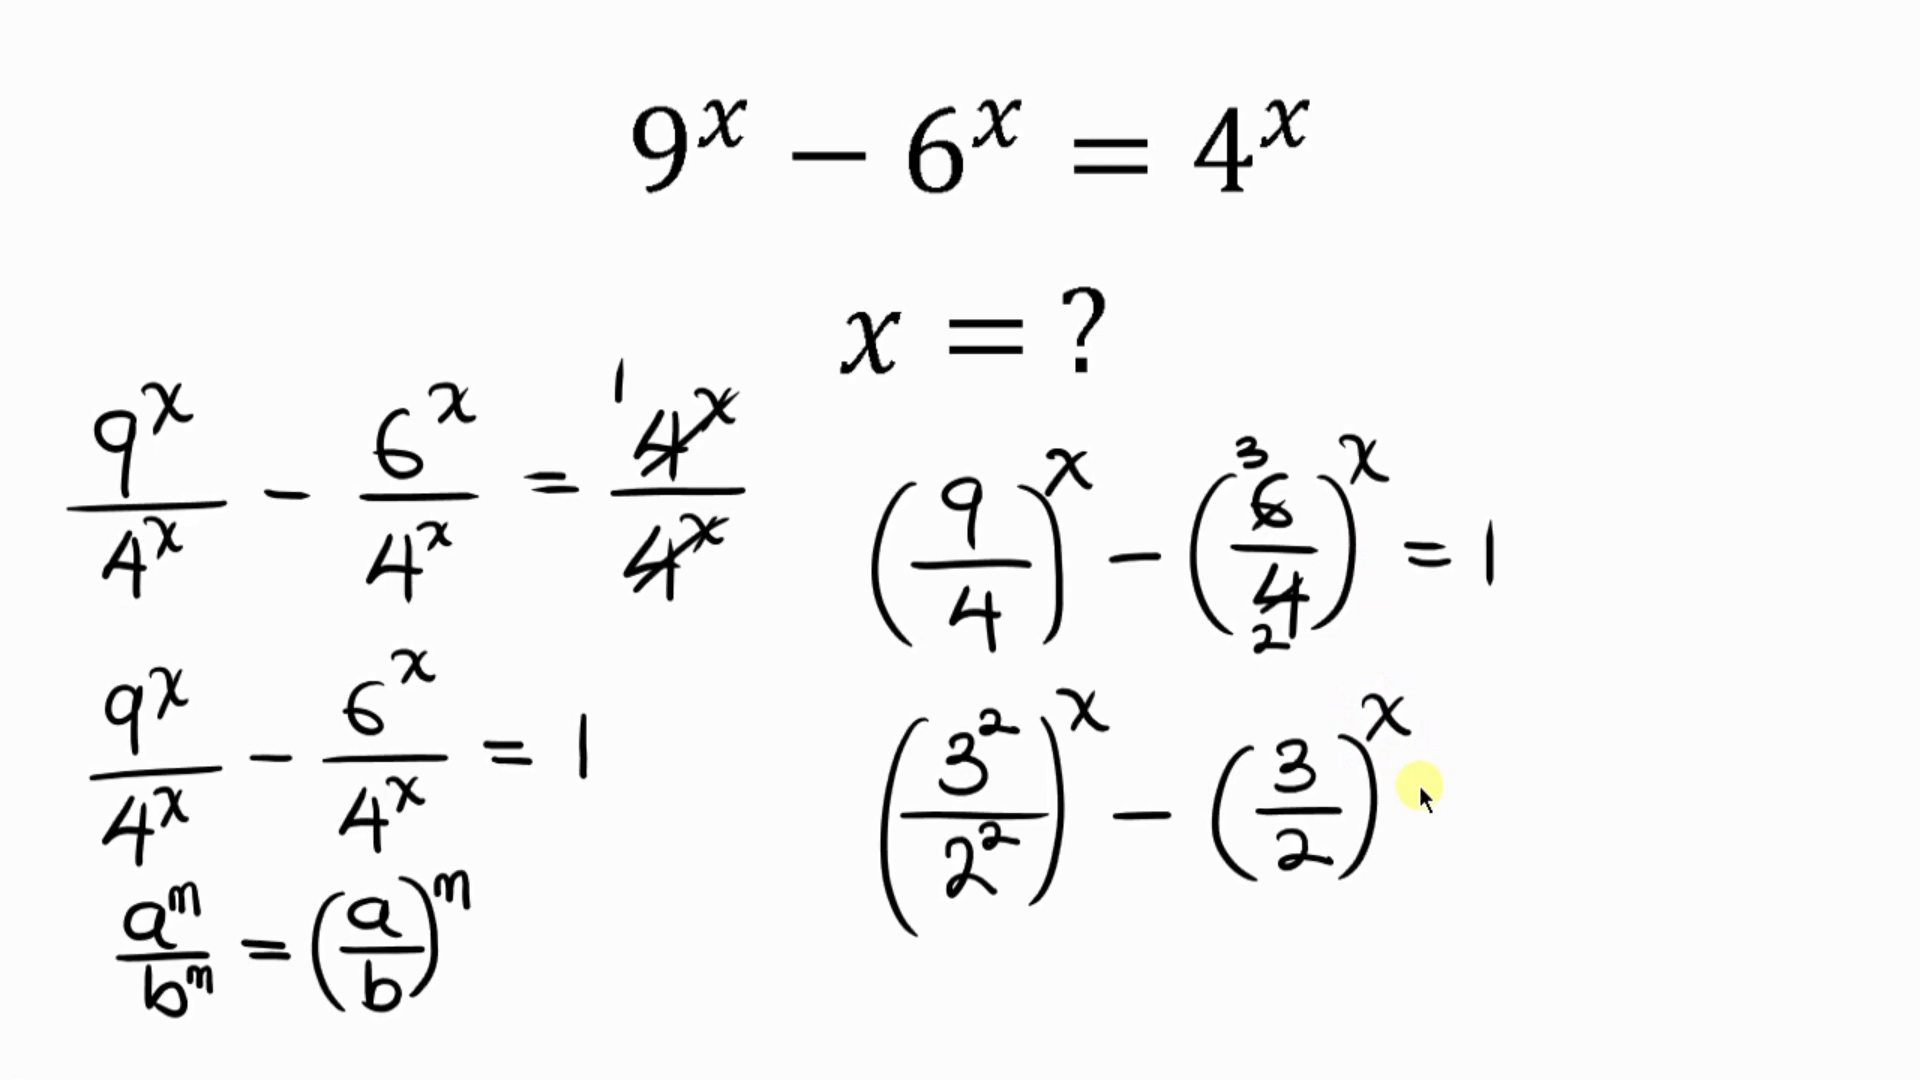 9^x − 6^x = 4^x
x = ?
9^x/4^x − 6^x/4^x = 4^x/4^x 1
9^x/4^x − 6^x/4^x = 1
a^m/b^m = (a/b)^m
(9/4)^x − (6/4)^x = 1
3
2
(3^2/2^2)^x − (3/2)^x